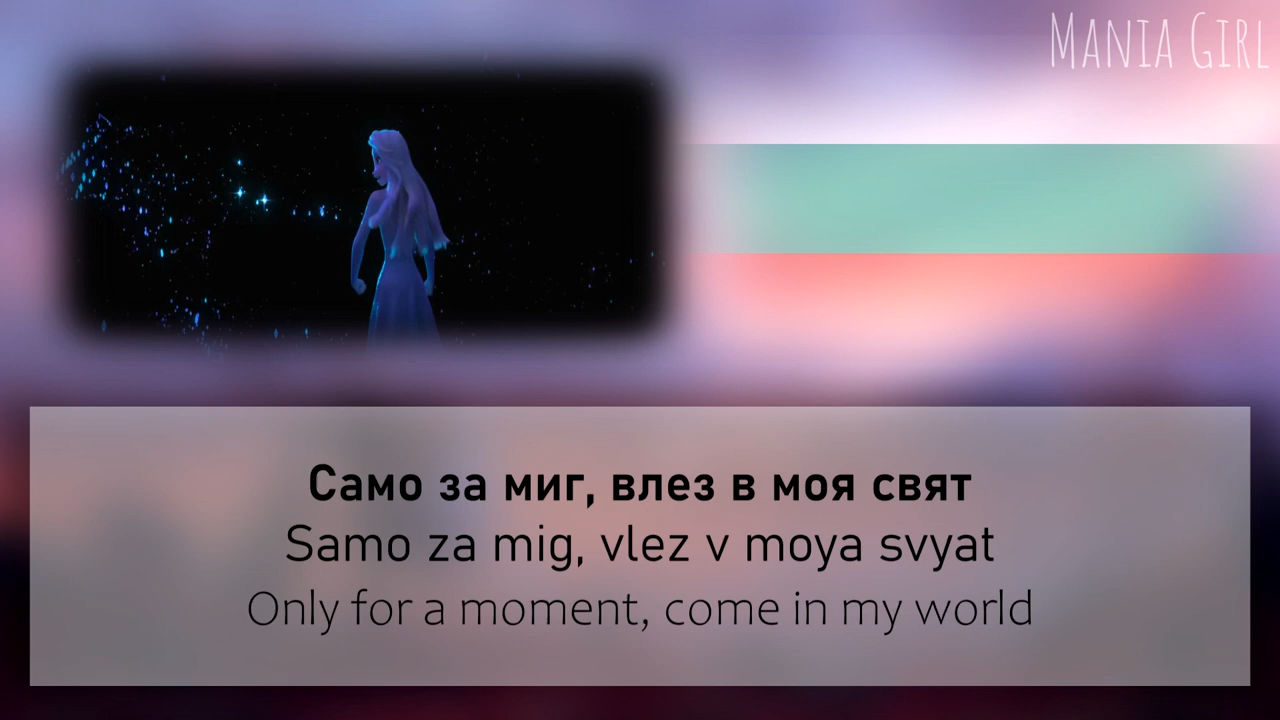 Mania Girl
Само за миг, влез в моя свят
Samo za mig, vlez v moya svyat
Only for a moment, come in my world